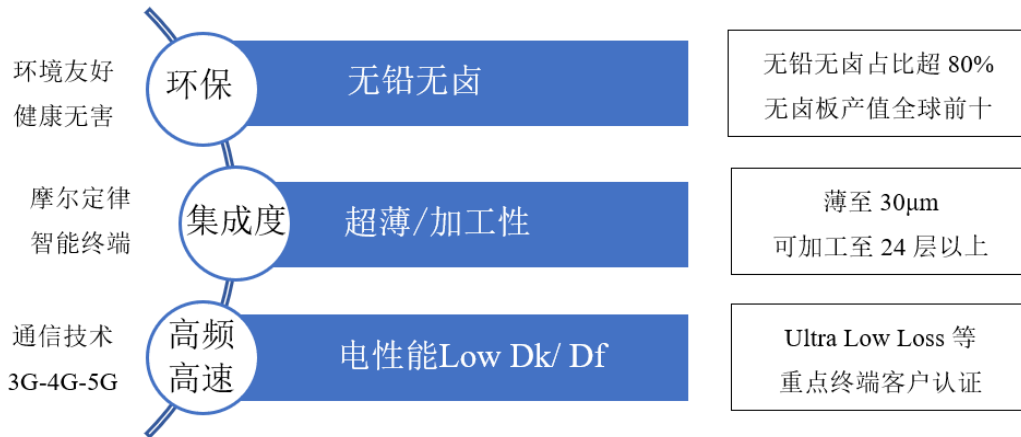 环境友好
健康无害
环保
无铅无卤
无铅无卤占比超 80%
无卤板产值全球前十
摩尔定律
智能终端
集成度
超薄/加工性
薄至 30μm
可加工至 24 层以上
通信技术
3G-4G-5G
高频
高速
电性能Low Dk/ Df
Ultra Low Loss 等
重点终端客户认证